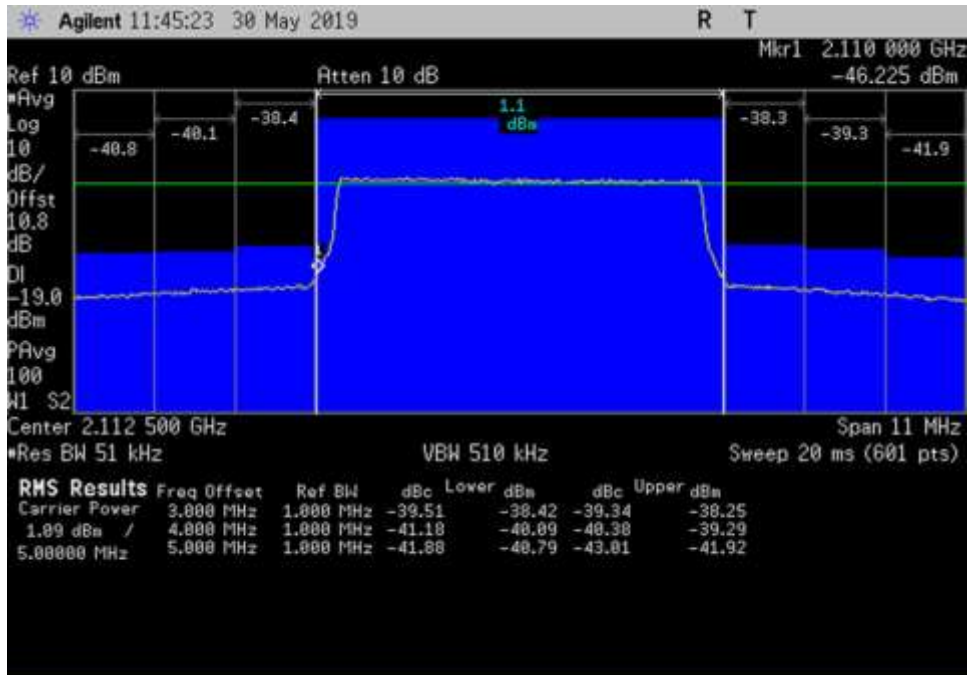 Agilent 11:45:23 30 May 2019 R T
Mkr1 2.110 000 GHz
Ref 10 dBm Atten 10 dB -46.225 dBm
#Avg
Log
10
dB/
Offst
10.8
dB
DI
-19.0
dBm
PAvg
100
W1 S2
1.1
dBm
-40.8 -40.1 -38.4 -38.3 -39.3 -41.9
1
Center 2.112 500 GHz Span 11 MHz
#Res BW 51 kHz VBW 510 kHz Sweep 20 ms (601 pts)
RMS Results Freq Offset Ref BW dBc Lower dBm dBc Upper dBm
Carrier Power 3.000 MHz 1.000 MHz -39.51 -38.42 -39.34 -38.25
1.09 dBm / 4.000 MHz 1.000 MHz -41.18 -40.09 -40.38 -39.29
5.00000 MHz 5.000 MHz 1.000 MHz -41.88 -40.79 -43.01 -41.92